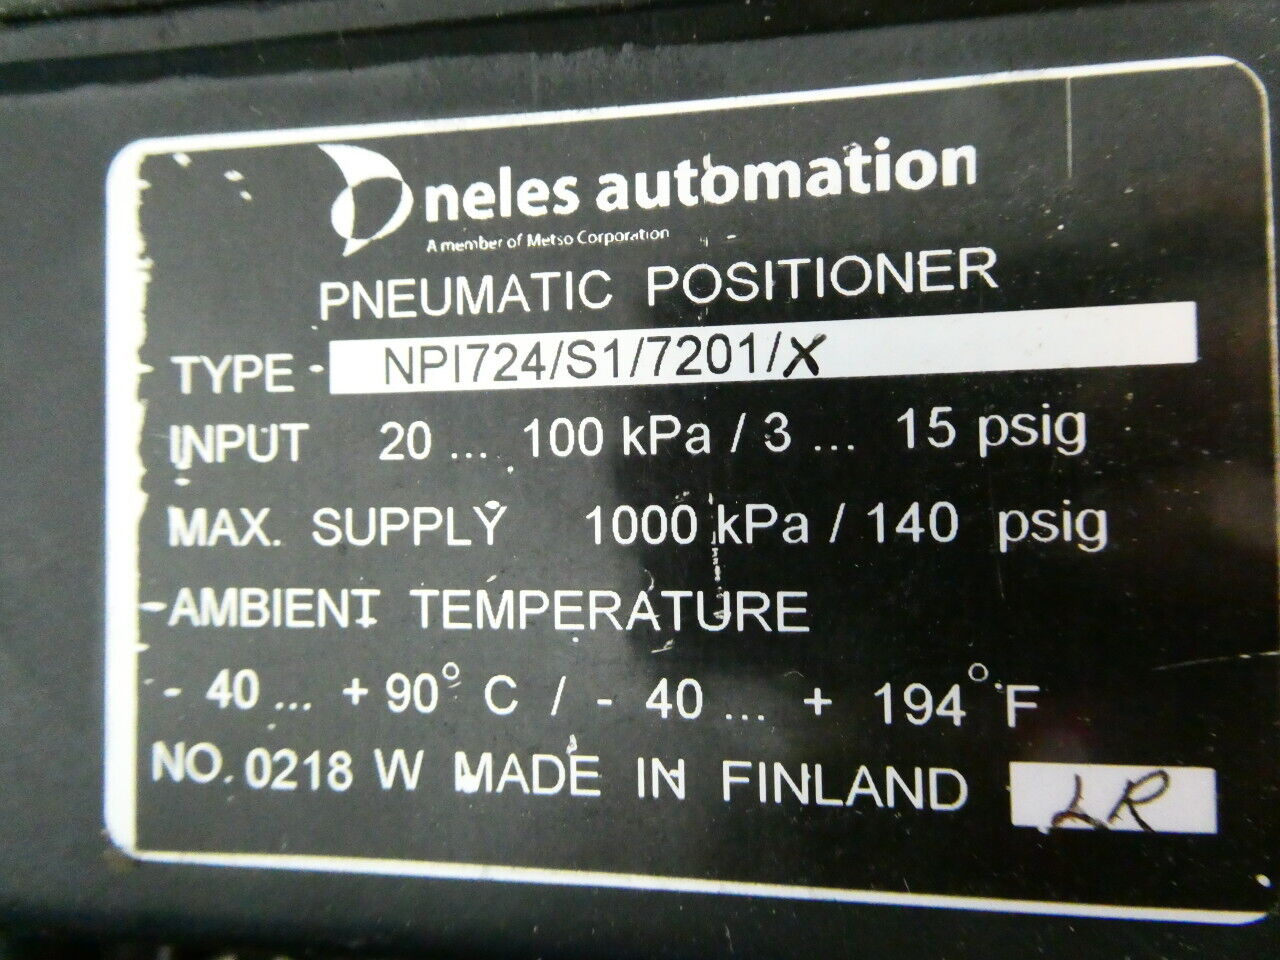 neles automation
A member of Metso Corporation
PNEUMATIC POSITIONER
TYPE NPI724/S1/7201/X
INPUT 20 ... 100 kPa / 3 ... 15 psig
MAX. SUPPLY 1000 kPa / 140 psig
AMBIENT TEMPERATURE
- 40 ... + 90° C / - 40 ... + 194° F
NO. 0218 W MADE IN FINLAND LR